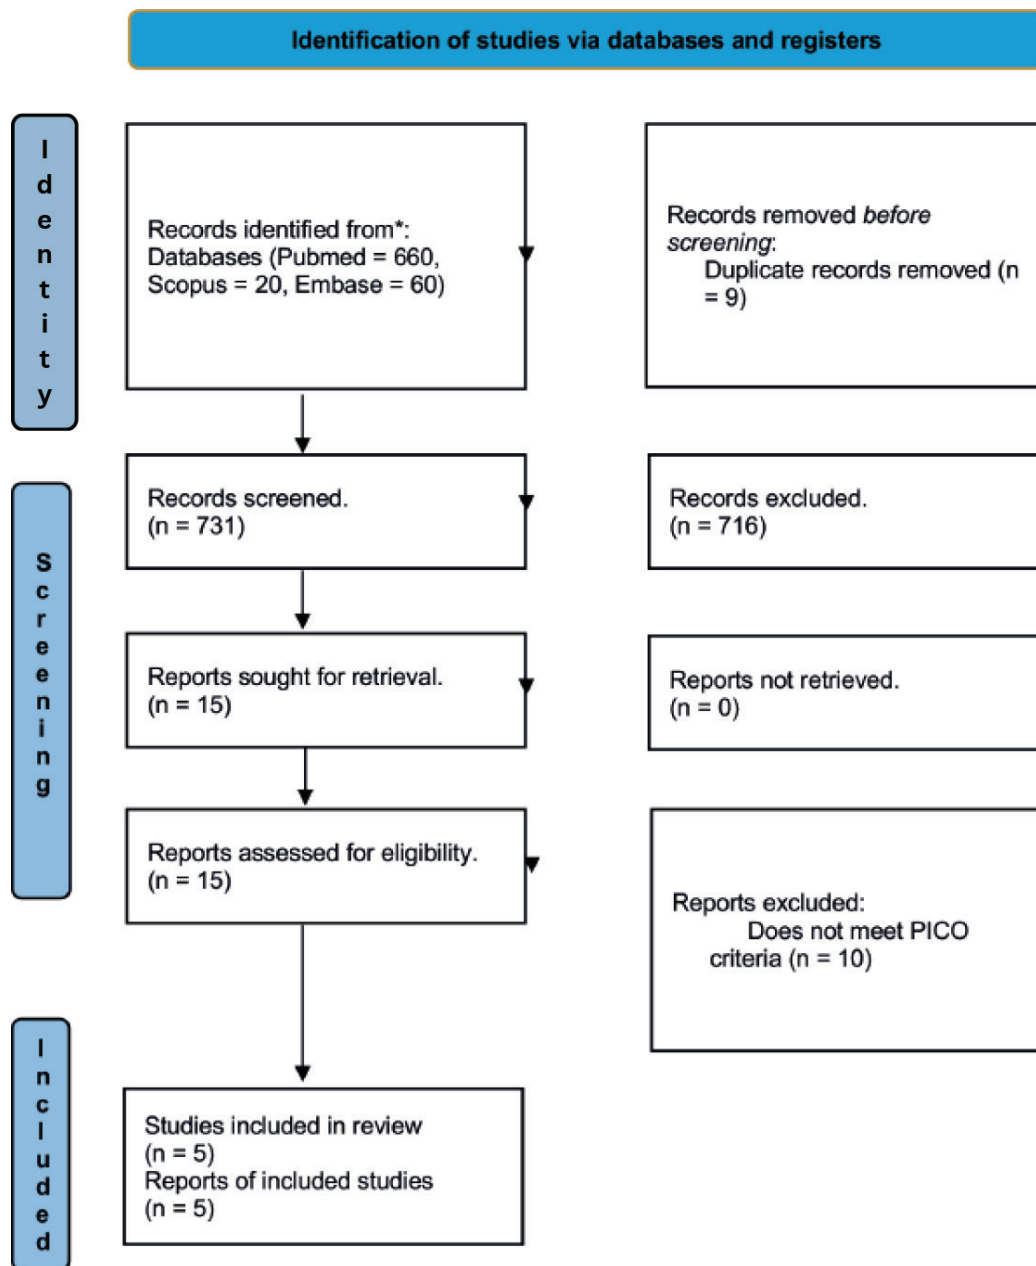 Identification of studies via databases and registers
Identity
Records identified from*:
Databases (Pubmed = 660,
Scopus = 20, Embase = 60)
Records removed before
screening:
Duplicate records removed (n
= 9)
Screening
Records screened.
(n = 731)
Records excluded.
(n = 716)
Reports sought for retrieval.
(n = 15)
Reports not retrieved.
(n = 0)
Reports assessed for eligibility.
(n = 15)
Reports excluded:
Does not meet PICO
criteria (n = 10)
Included
Studies included in review
(n = 5)
Reports of included studies
(n = 5)